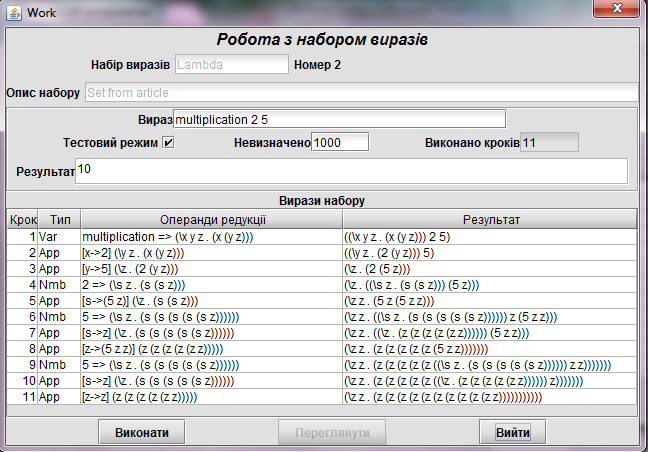 Work
Робота з набором виразів
Набір виразів Lambda Номер 2
Опис набору Set from article
Вираз multiplication 2 5
Тестовий режим Невизначено 1000 Виконано кроків 11
Результат 10
Вирази набору
Крок Тип Операнди редукції Результат
1 Var multiplication => (\x y z . (x (y z))) ((\x y z . (x (y z))) 2 5)
2 App [x->2] (\y z . (x (y z))) ((\y z . (2 (y z))) 5)
3 App [y->5] (\z . (2 (y z))) (\z . (2 (5 z)))
4 Nmb 2 => (\s z . (s (s z))) (\z . ((\s z . (s (s z))) (5 z)))
5 App [s->(5 z)] (\z . (s (s z))) (\z z . (5 z (5 z z)))
6 Nmb 5 => (\s z . (s (s (s (s (s z)))))) (\z z . ((\s z . (s (s (s (s (s z)))))) z (5 z z)))
7 App [s->z] (\z . (s (s (s (s (s z)))))) (\z z . ((\z . (z (z (z (z (z z)))))) (5 z z)))
8 App [z->(5 z z)] (z (z (z (z (z z))))) (\z z . (z (z (z (z (z (5 z z)))))))
9 Nmb 5 => (\s z . (s (s (s (s (s z)))))) (\z z . (z (z (z (z (z ((\s z . (s (s (s (s (s z)))))) z z)))))))
10 App [s->z] (\z . (s (s (s (s (s z)))))) (\z z . (z (z (z (z (z ((\z . (z (z (z (z (z z)))))) z)))))))
11 App [z->z] (z (z (z (z (z z))))) (\z z . (z (z (z (z (z (z (z (z (z (z z)))))))))))
Виконати Переглянути Вийти